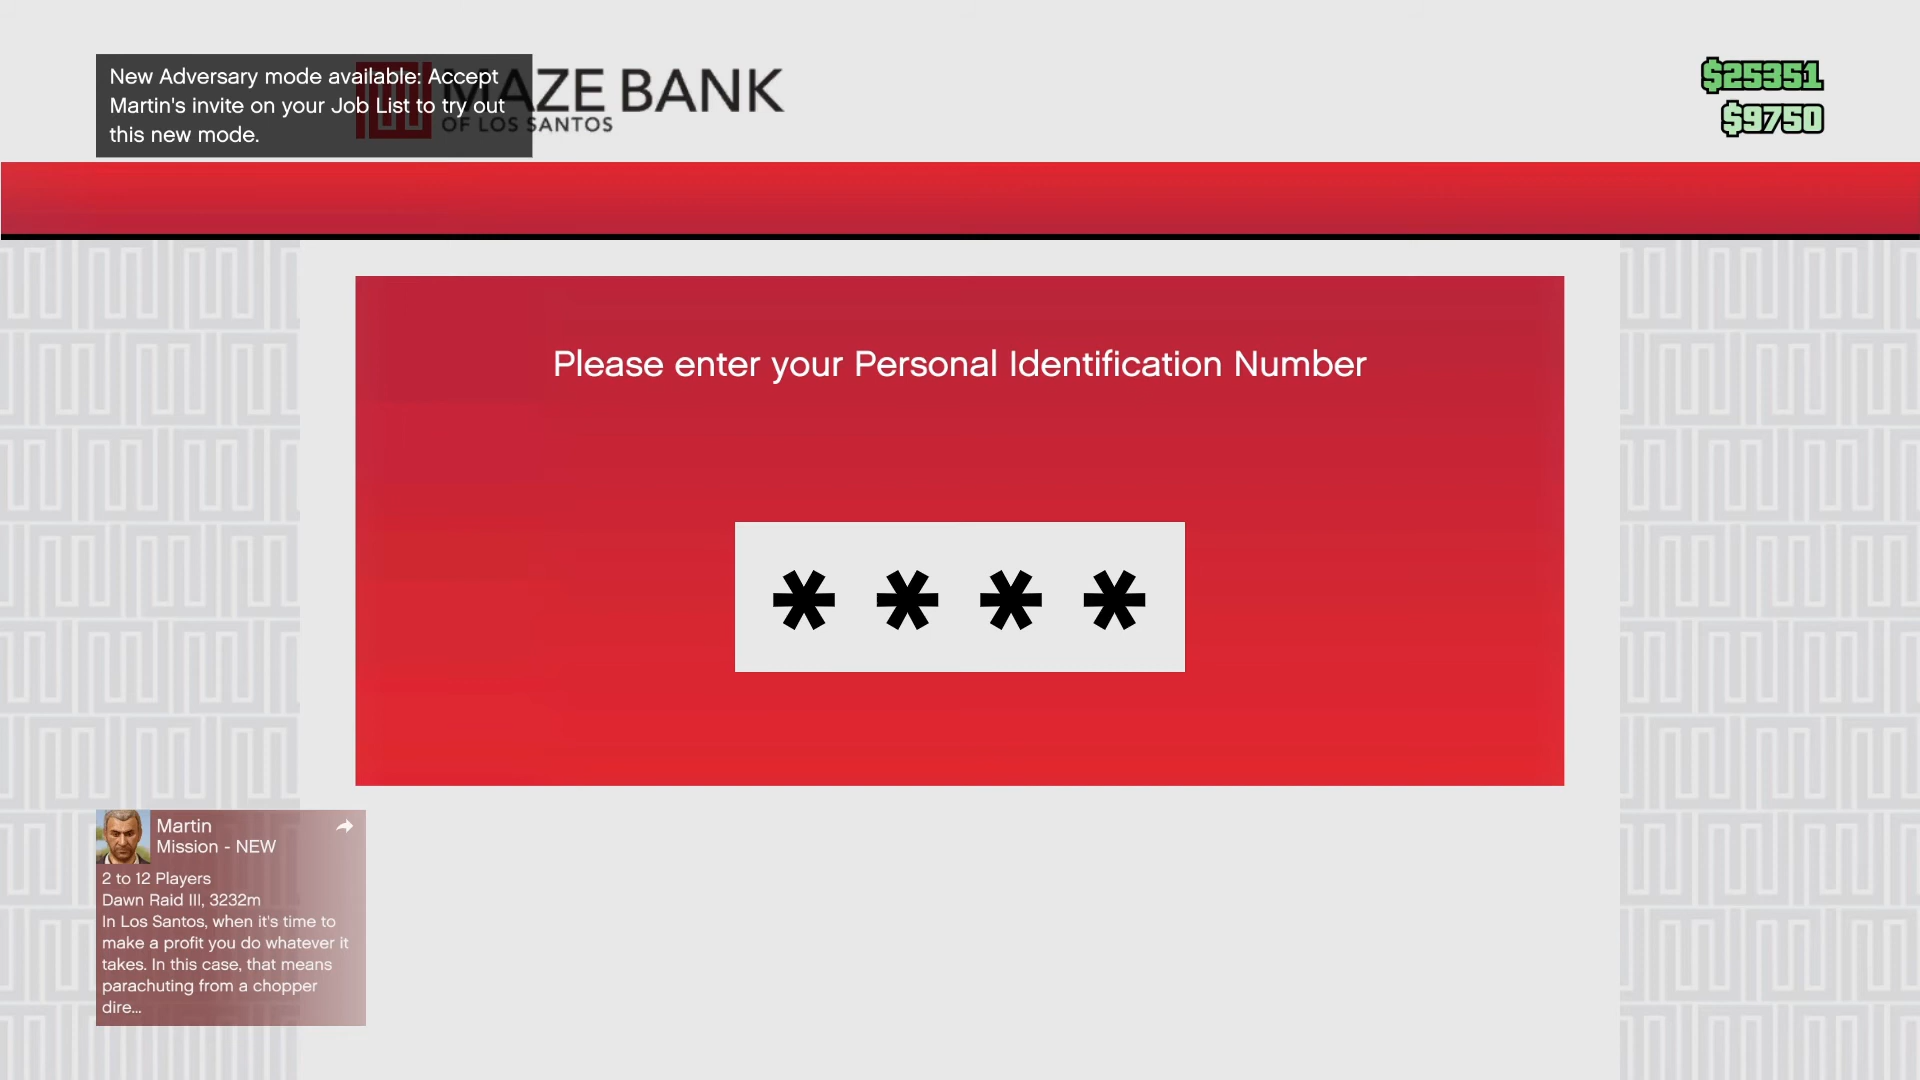 New Adversary mode available: Accept
Martin's invite on your Job List to try out
this new mode.
MAZE BANK
OF LOS SANTOS
$25351
$9750
Please enter your Personal Identification Number
* * * *
Martin
Mission - NEW
2 to 12 Players
Dawn Raid III, 3232m
In Los Santos, when it's time to
make a profit you do whatever it
takes. In this case, that means
parachuting from a chopper
dire...